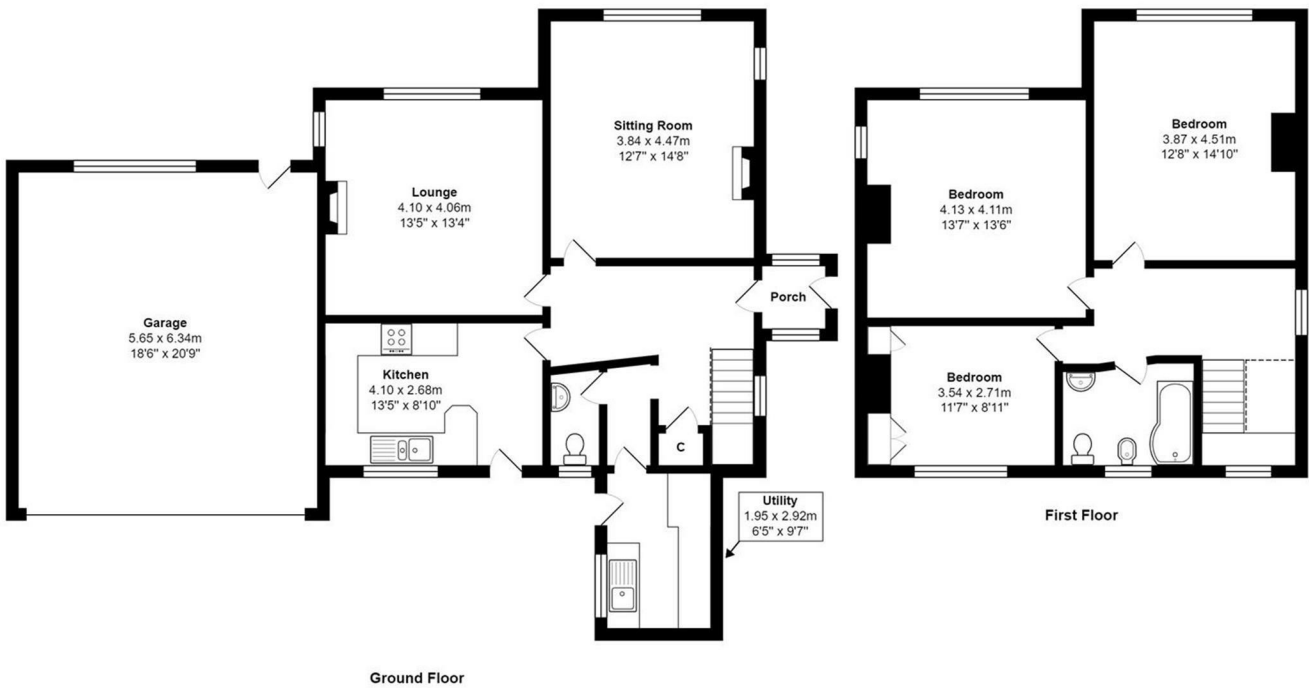 Sitting Room
3.84 x 4.47m
12'7" x 14'8"
Lounge
4.10 x 4.06m
13'5" x 13'4"
Garage
5.65 x 6.34m
18'6" x 20'9"
Porch
Kitchen
4.10 x 2.68m
13'5" x 8'10"
C
Utility
1.95 x 2.92m
6'5" x 9'7"
Ground Floor
Bedroom
3.87 x 4.51m
12'8" x 14'10"
Bedroom
4.13 x 4.11m
13'7" x 13'6"
Bedroom
3.54 x 2.71m
11'7" x 8'11"
First Floor